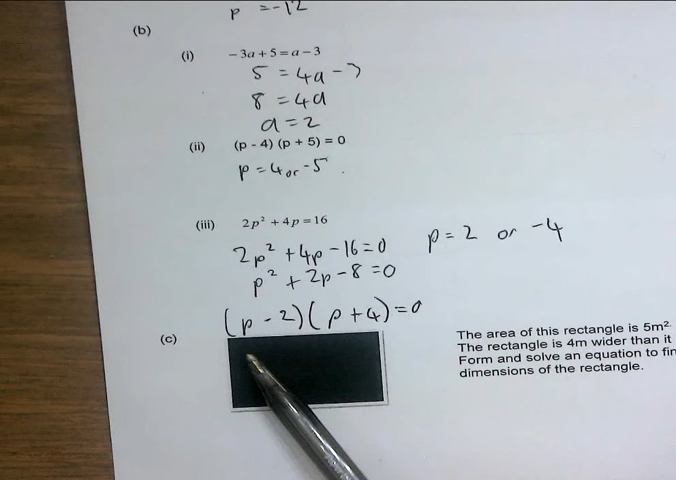 p = -12
(b)
(i) -3a + 5 = a - 3
5 = 4a - 3
8 = 4a
a = 2
(ii) (p - 4) (p + 5) = 0
p = 4 or -5.
(iii) 2p² + 4p = 16
2p² + 4p - 16 = 0 p = 2 or -4
p² + 2p - 8 = 0
(p - 2)(p + 4) = 0
(c) The area of this rectangle is 5m².
The rectangle is 4m wider than it
Form and solve an equation to
dimensions of the rectangle.